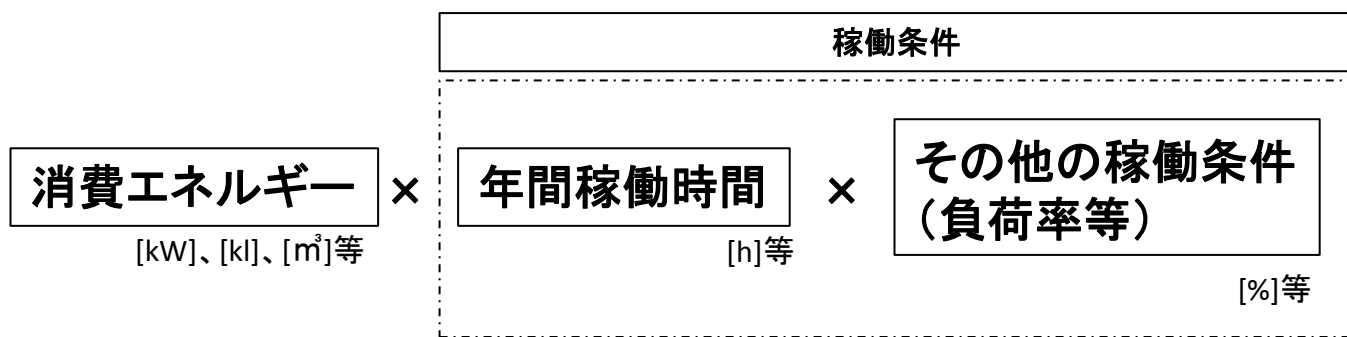 稼働条件
消費エネルギー × 年間稼働時間 × その他の稼働条件
（負荷率等）
[kW]、[kl]、[㎥]等
[h]等
[%]等